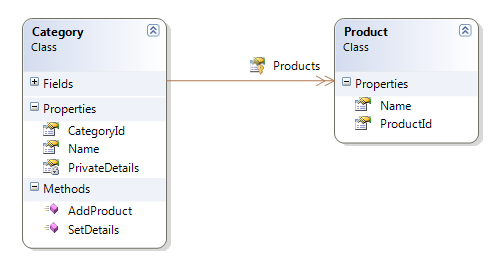 Category
Class
Fields
Properties
CategoryId
Name
PrivateDetails
Methods
AddProduct
SetDetails
Products
Product
Class
Properties
Name
ProductId